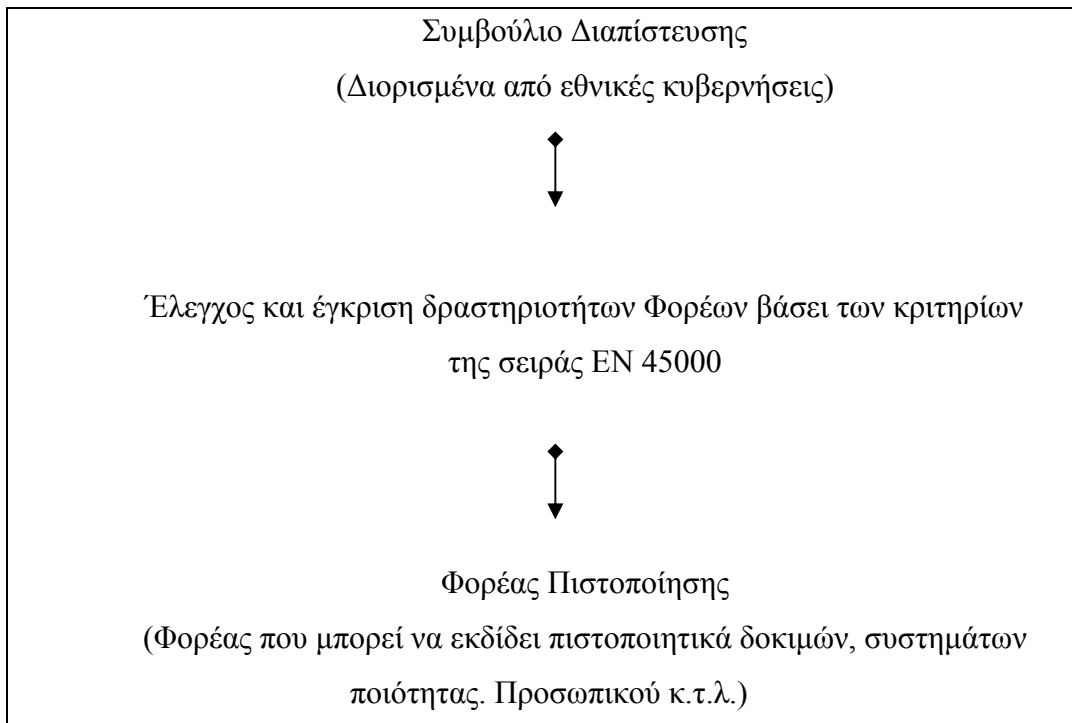 Συμβούλιο Διαπίστευσης
(Διορισμένα από εθνικές κυβερνήσεις)
Έλεγχος και έγκριση δραστηριοτήτων Φορέων βάσει των κριτηρίων
της σειράς ΕΝ 45000
Φορέας Πιστοποίησης
(Φορέας που μπορεί να εκδίδει πιστοποιητικά δοκιμών, συστημάτων
ποιότητας. Προσωπικού κ.τ.λ.)